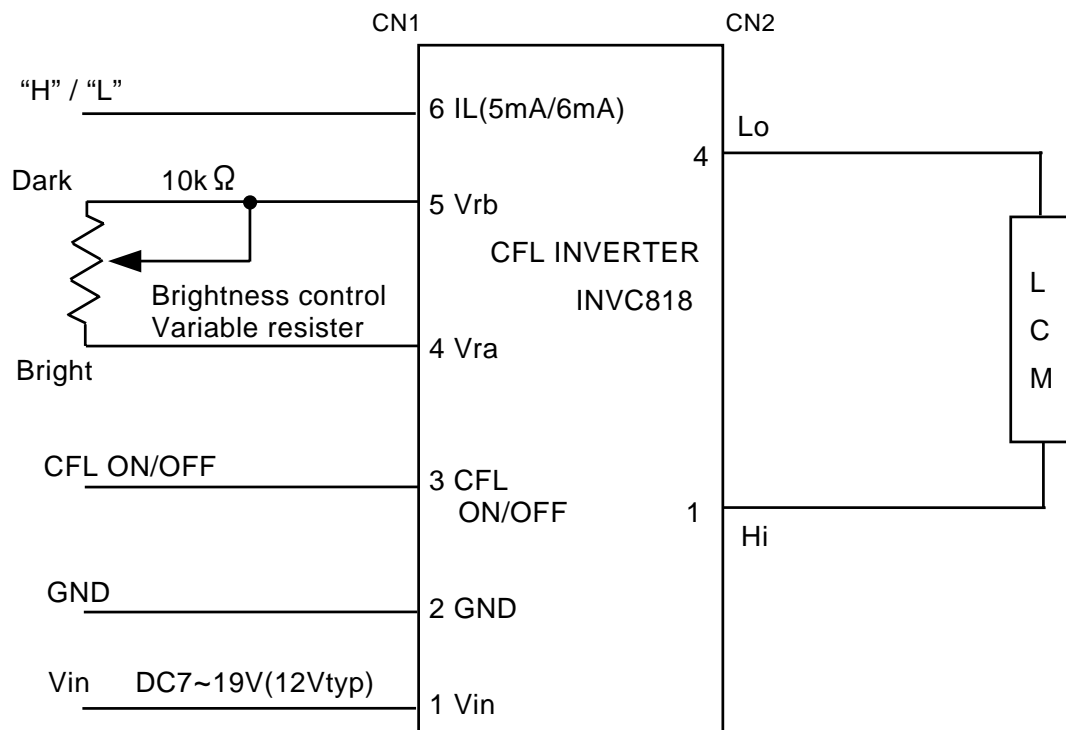 CN1
CN2
“H” / “L”
6 IL(5mA/6mA)
Lo
4
Dark
10k Ω
5 Vrb
CFL INVERTER
INVC818
Brightness control
Variable resister
4 Vra
Bright
L
C
M
CFL ON/OFF
3 CFL
ON/OFF
1
Hi
GND
2 GND
Vin DC7~19V(12Vtyp)
1 Vin